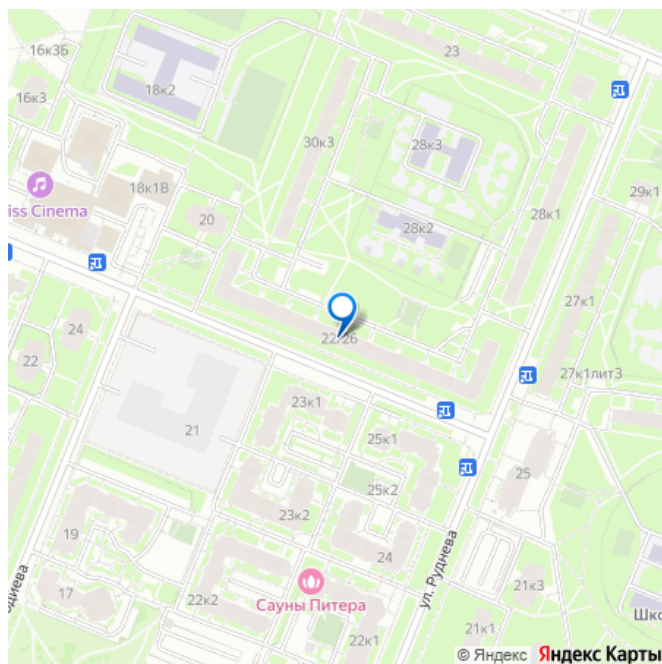 16к3Б
23
18к2
16к3
30к3
28к3
18к1В
29к1
iss Cinema
20
28к1
28к2
27к1
24
22/26
22
27к1лит3
23к1
21
25к1
25
25к2
23к2
19
24
17
Сауны Питера
21к3
22к2
ул. Руднева
одиева
Шко
21к1
22к1
© Яндекс Яндекс Карты